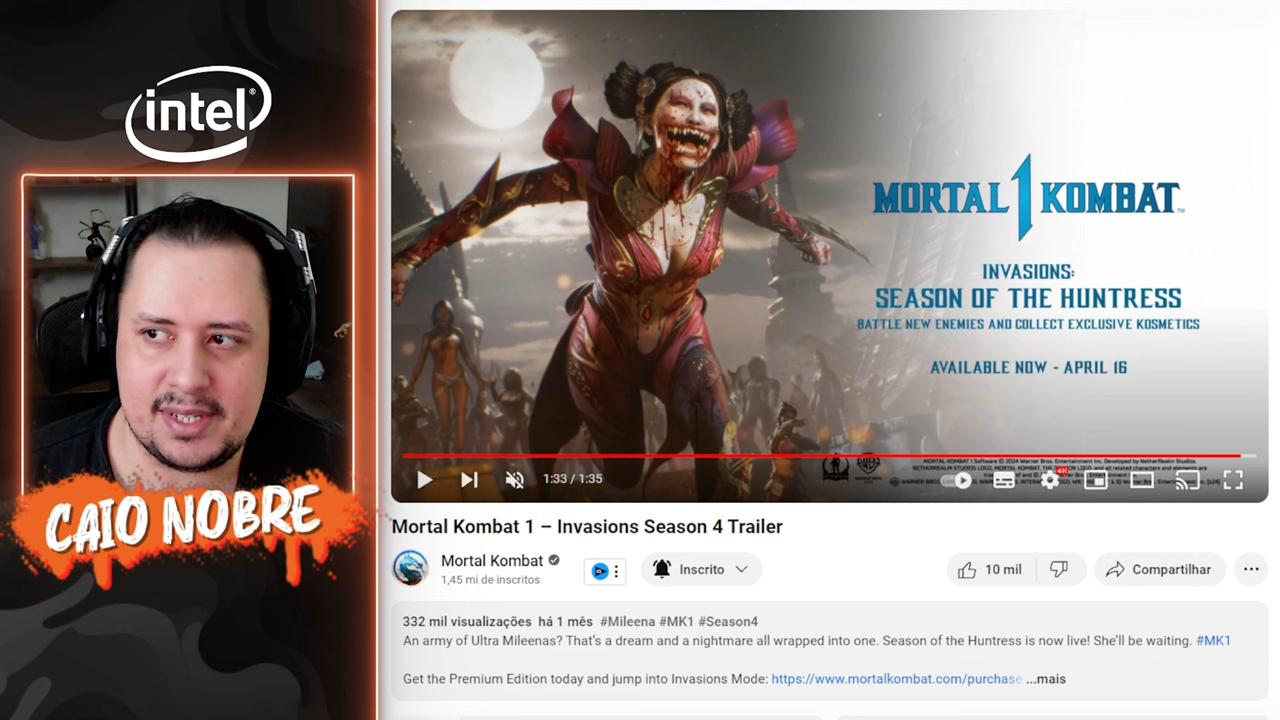 intel®
CAIO NOBRE
MORTAL 1 KOMBAT™
INVASIONS:
SEASON OF THE HUNTRESS
BATTLE NEW ENEMIES AND COLLECT EXCLUSIVE KOSMETICS
AVAILABLE NOW - APRIL 16
1:33 / 1:35
4K
Mortal Kombat 1 – Invasions Season 4 Trailer
Mortal Kombat
1,45 mi de inscritos
Inscrito
10 mil
Compartilhar
332 mil visualizações há 1 mês #Mileena #MK1 #Season4
An army of Ultra Mileenas? That's a dream and a nightmare all wrapped into one. Season of the Huntress is now live! She'll be waiting. #MK1
Get the Premium Edition today and jump into Invasions Mode: https://www.mortalkombat.com/purchase ...mais